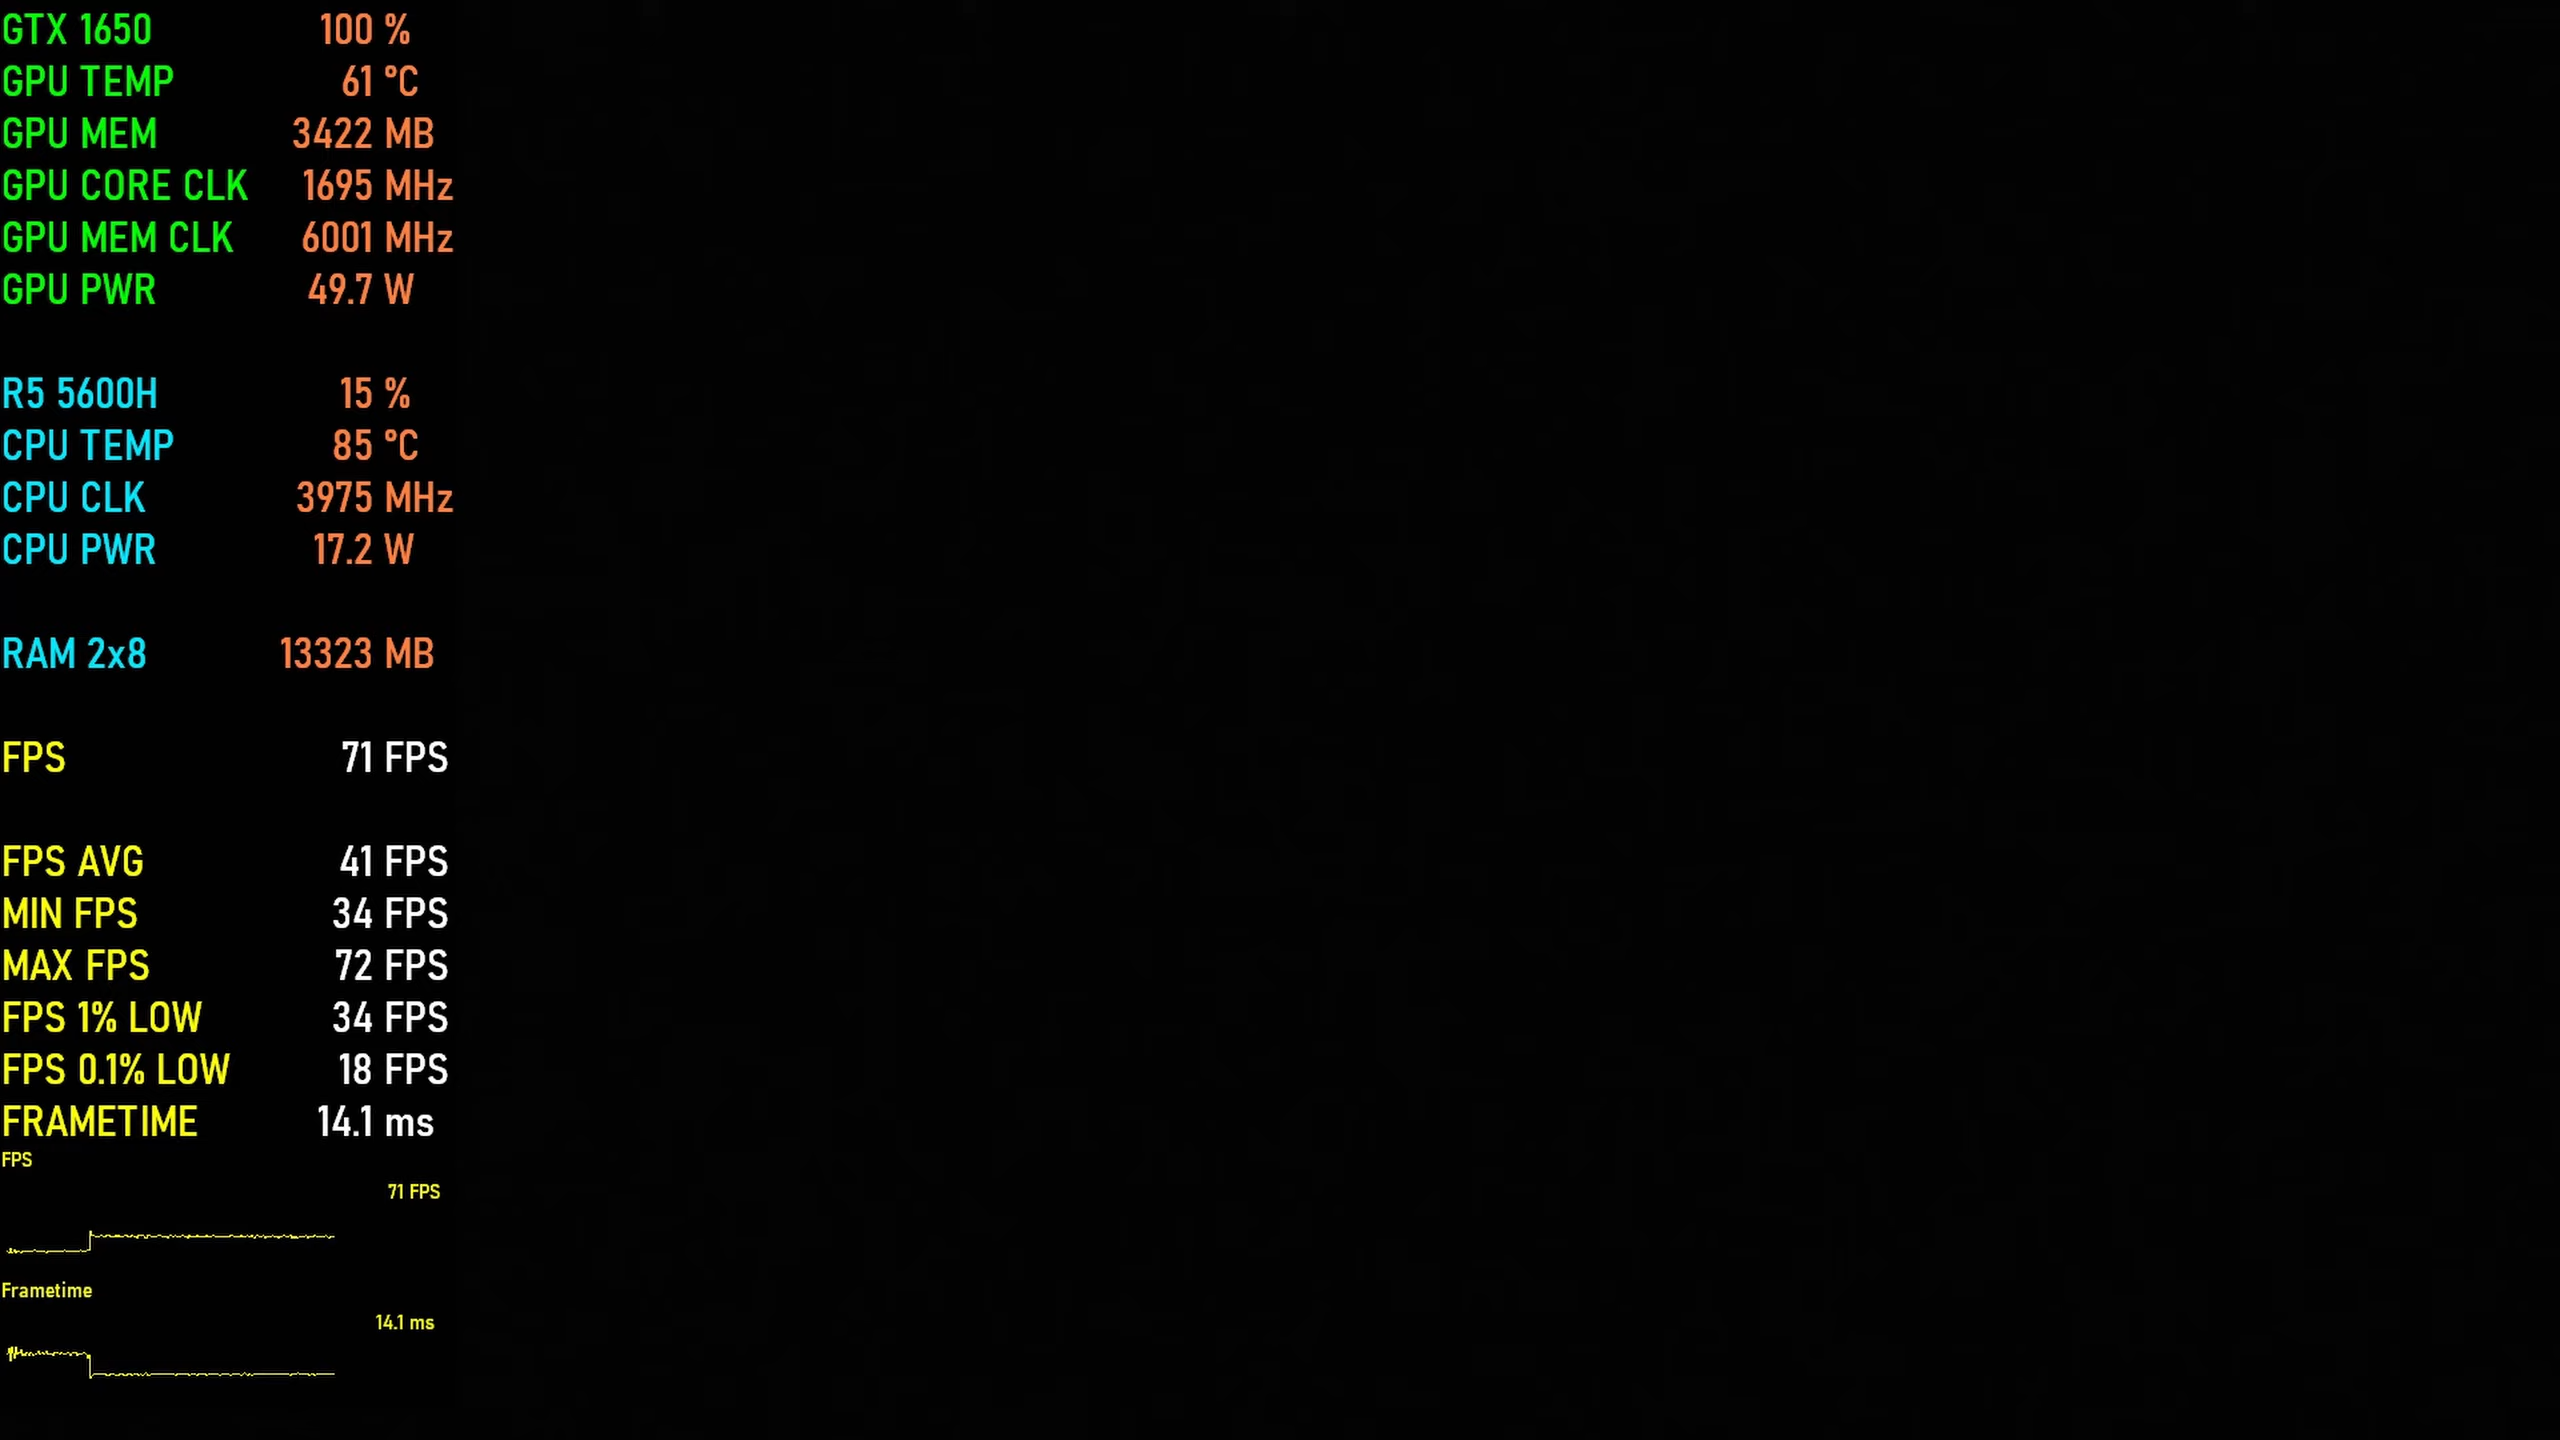 GTX 1650 100 %
GPU TEMP 61 °C
GPU MEM 3422 MB
GPU CORE CLK 1695 MHz
GPU MEM CLK 6001 MHz
GPU PWR 49.7 W
R5 5600H 15 %
CPU TEMP 85 °C
CPU CLK 3975 MHz
CPU PWR 17.2 W
RAM 2x8 13323 MB
FPS 71 FPS
FPS AVG 41 FPS
MIN FPS 34 FPS
MAX FPS 72 FPS
FPS 1% LOW 34 FPS
FPS 0.1% LOW 18 FPS
FRAMETIME 14.1 ms
FPS
71 FPS
Frametime
14.1 ms